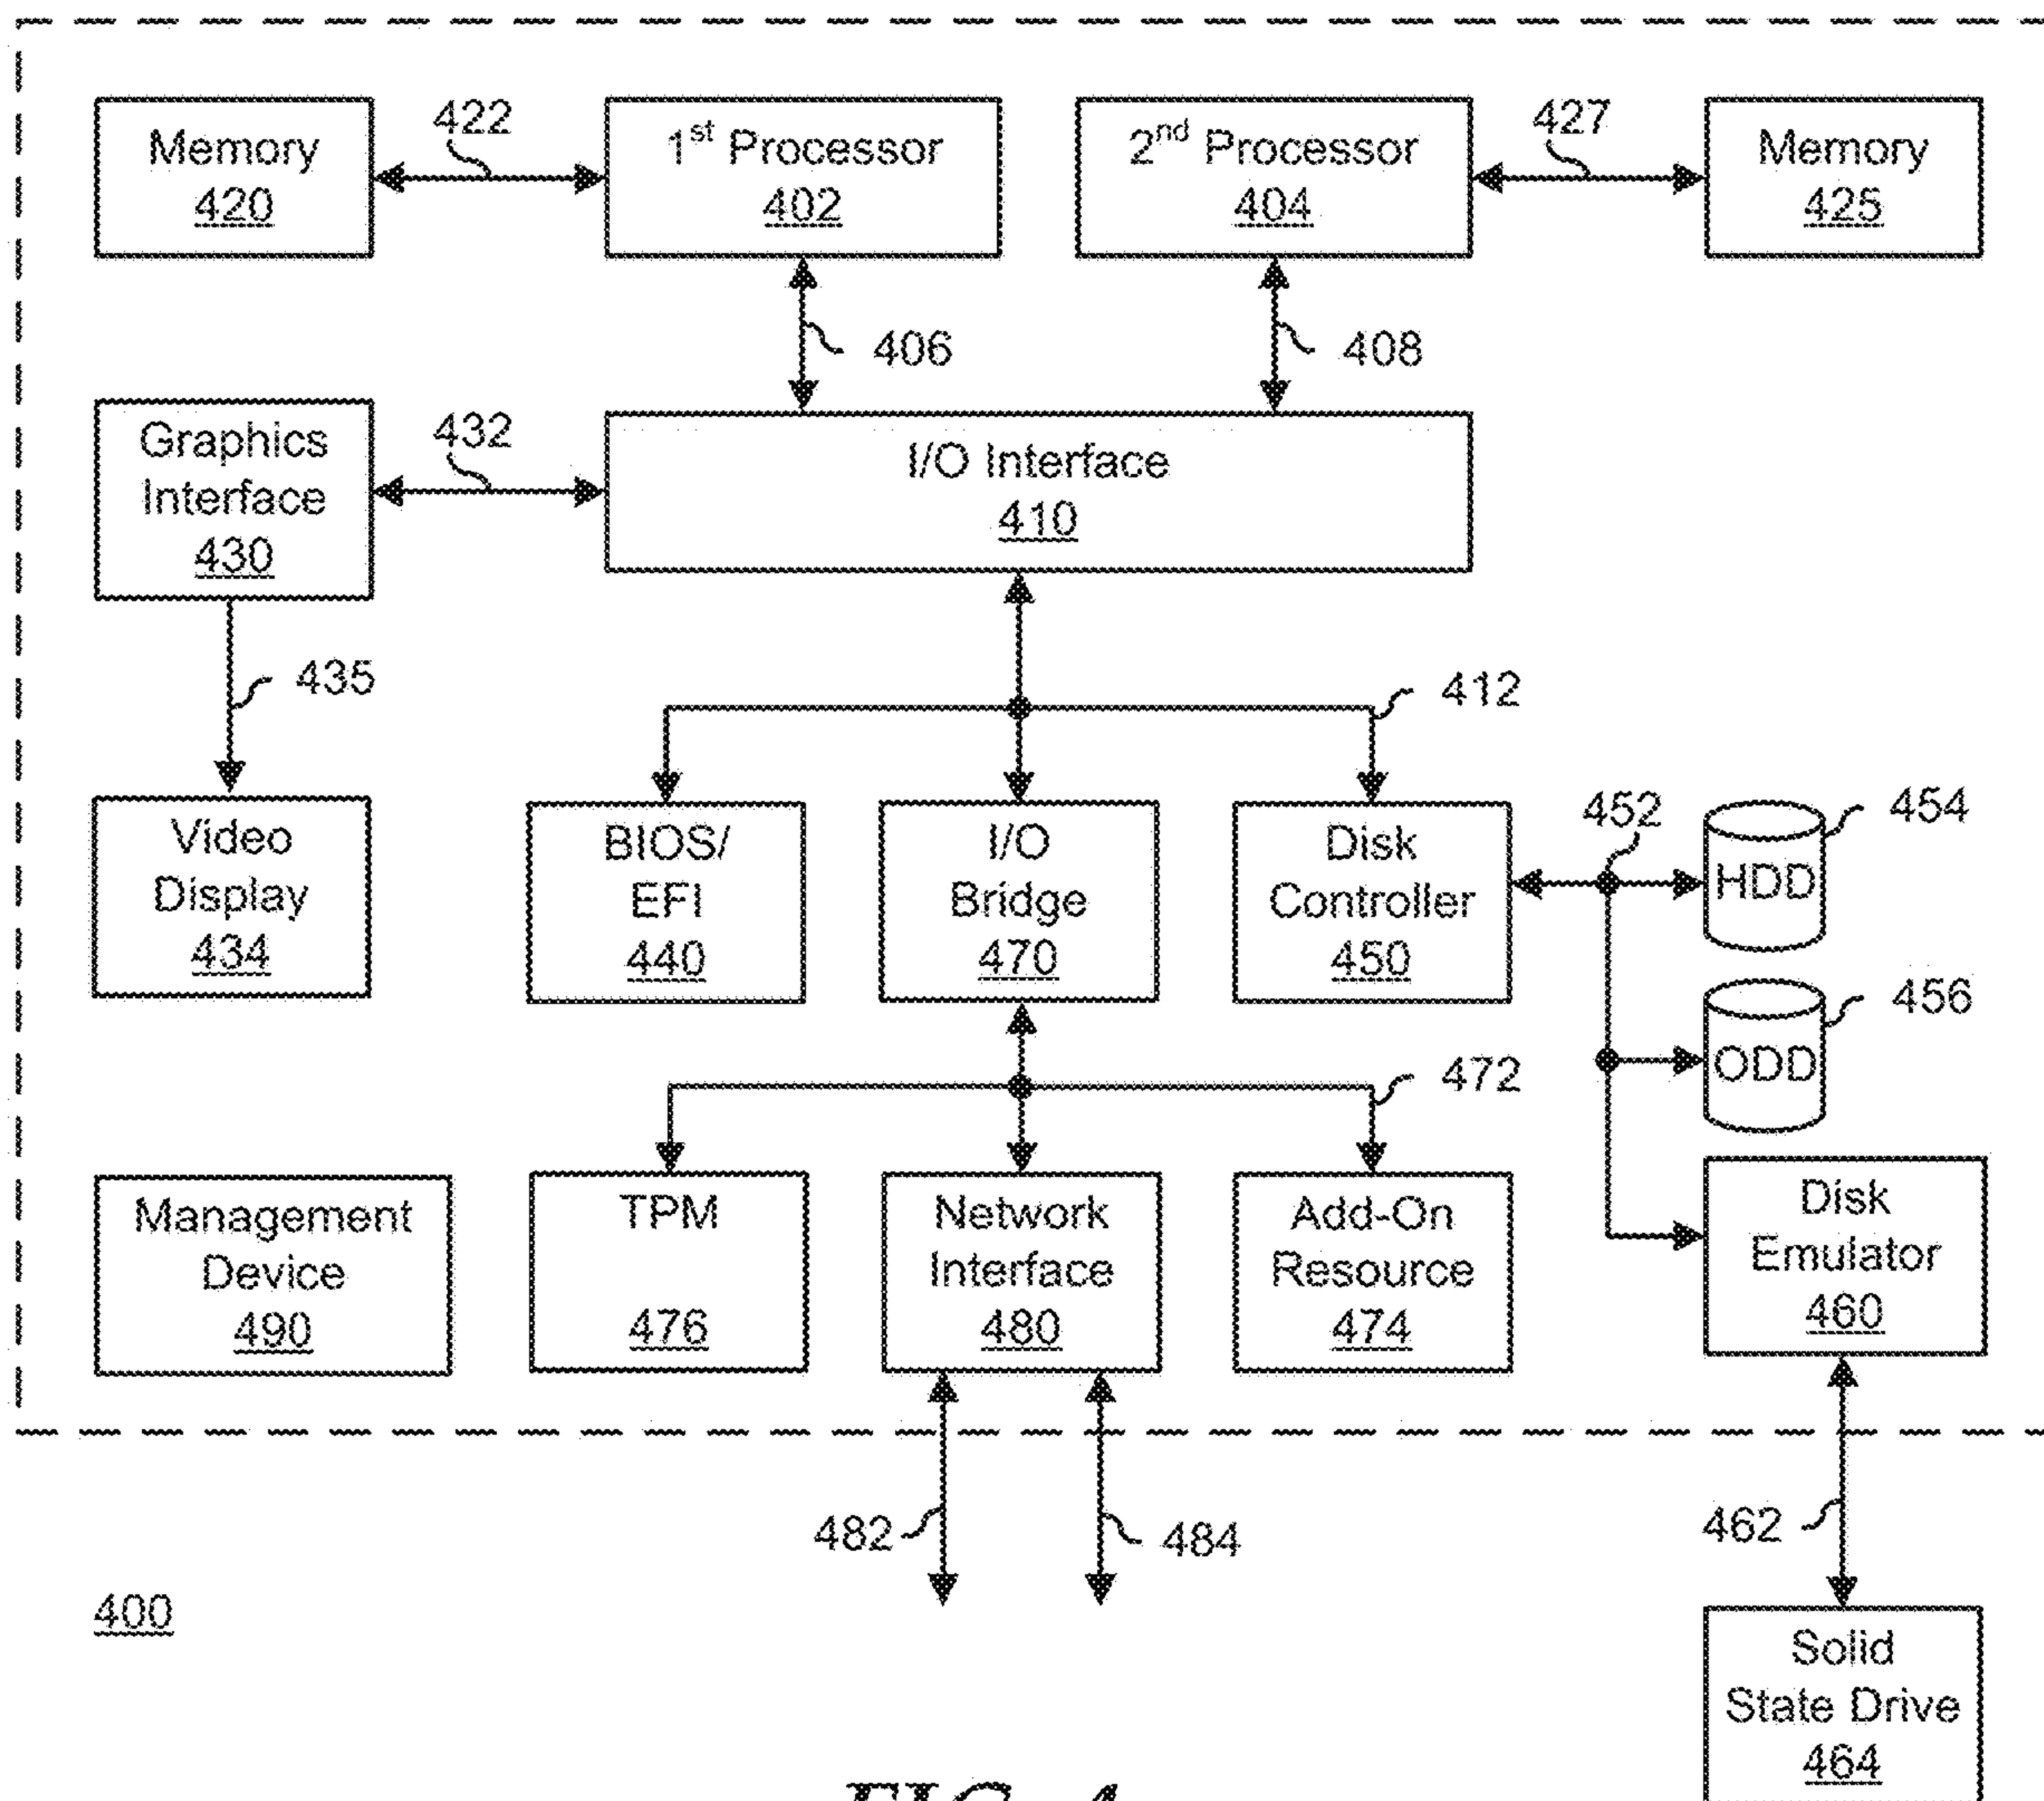 Memory
420
422
1st Processor
402
2nd Processor
404
427
Memory
425
406
408
Graphics
Interface
430
432
I/O Interface
410
435
412
Video
Display
434
BIOS/
EFI
440
I/O
Bridge
470
Disk
Controller
450
452
HDD
454
ODD
456
472
Management
Device
490
TPM
476
Network
Interface
480
Add-On
Resource
474
Disk
Emulator
460
482
484
462
400
Solid
State Drive
464
FIG. 4